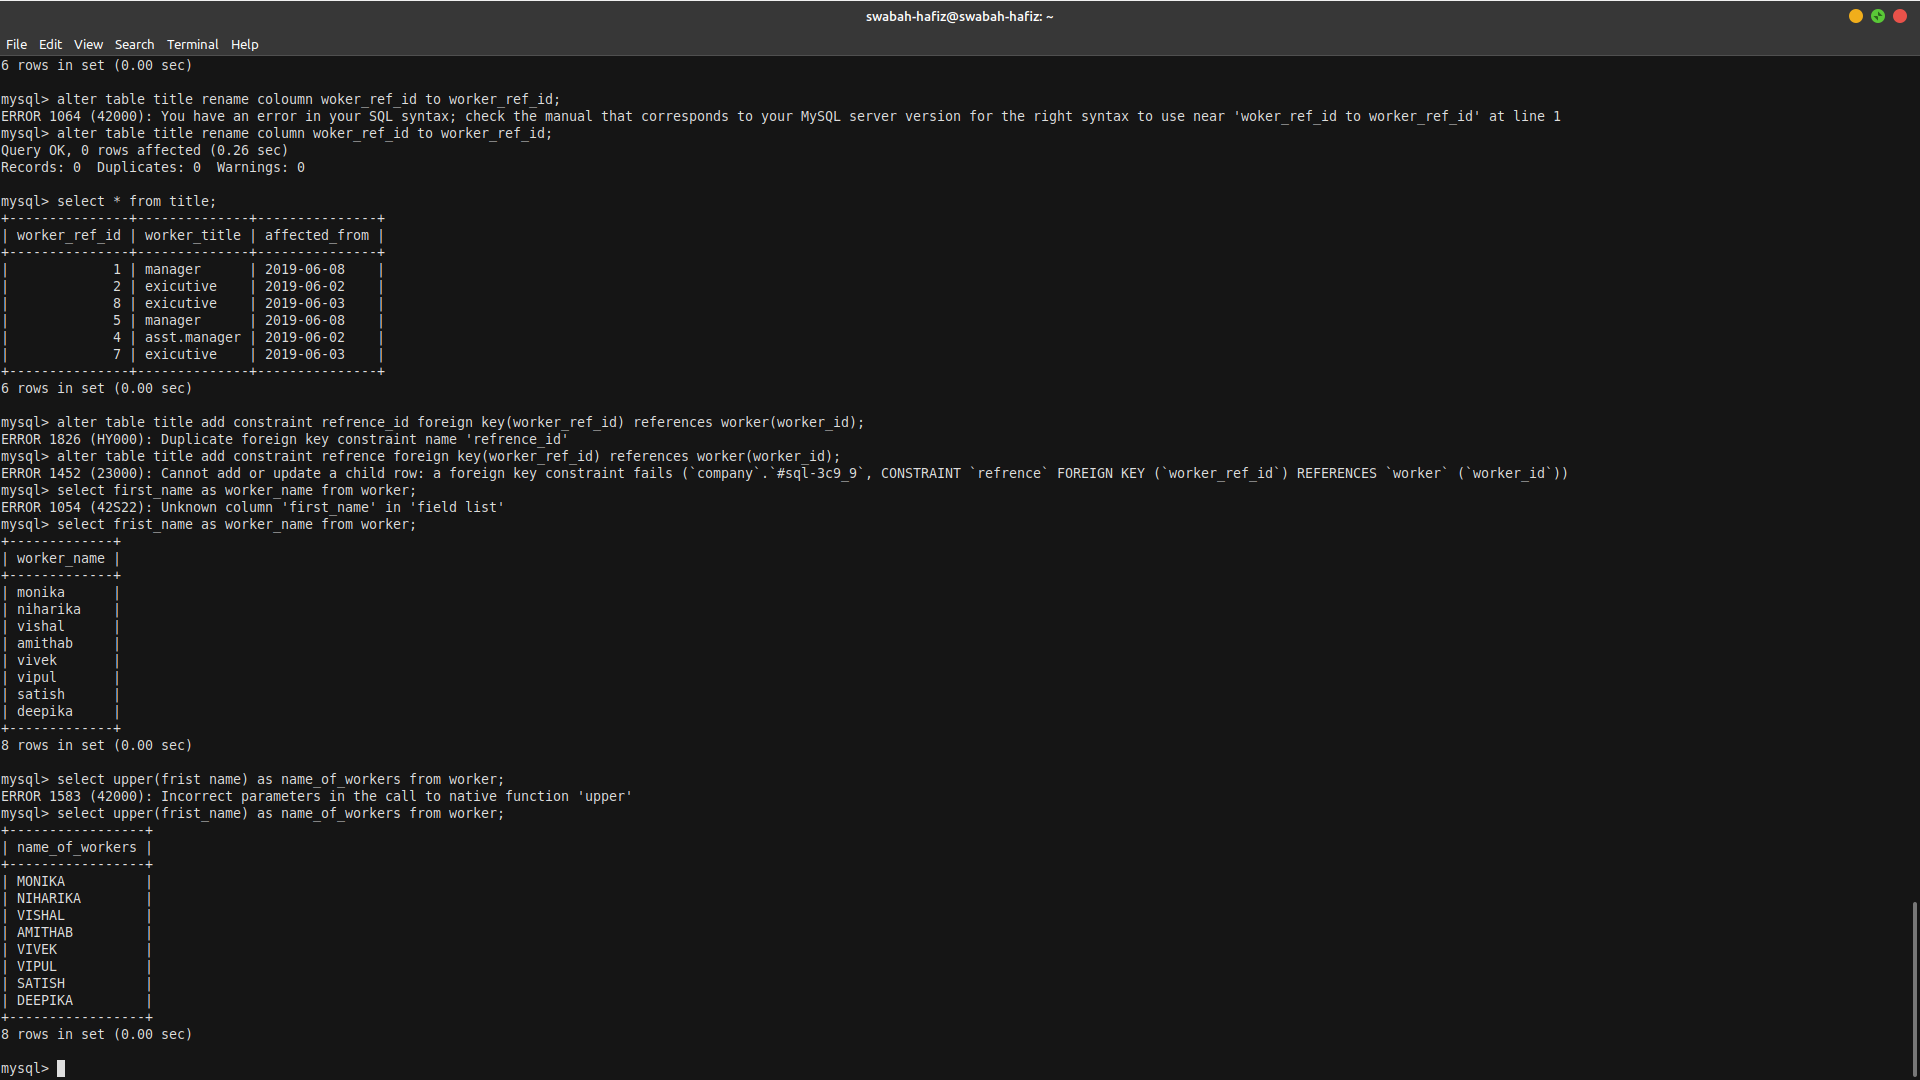 swabah-hafiz@swabah-hafiz: ~
File Edit View Search Terminal Help
6 rows in set (0.00 sec)

mysql> alter table title rename coloumn woker_ref_id to worker_ref_id;
ERROR 1064 (42000): You have an error in your SQL syntax; check the manual that corresponds to your MySQL server version for the right syntax to use near 'woker_ref_id to worker_ref_id' at line 1
mysql> alter table title rename column woker_ref_id to worker_ref_id;
Query OK, 0 rows affected (0.26 sec)
Records: 0  Duplicates: 0  Warnings: 0

mysql> select * from title;
+---------------+--------------+---------------+
| worker_ref_id | worker_title | affected_from |
+---------------+--------------+---------------+
|             1 | manager      | 2019-06-08    |
|             2 | exicutive    | 2019-06-02    |
|             8 | exicutive    | 2019-06-03    |
|             5 | manager      | 2019-06-08    |
|             4 | asst.manager | 2019-06-02    |
|             7 | exicutive    | 2019-06-03    |
+---------------+--------------+---------------+
6 rows in set (0.00 sec)

mysql> alter table title add constraint refrence_id foreign key(worker_ref_id) references worker(worker_id);
ERROR 1826 (HY000): Duplicate foreign key constraint name 'refrence_id'
mysql> alter table title add constraint refrence foreign key(worker_ref_id) references worker(worker_id);
ERROR 1452 (23000): Cannot add or update a child row: a foreign key constraint fails (`company`.`#sql-3c9_9`, CONSTRAINT `refrence` FOREIGN KEY (`worker_ref_id`) REFERENCES `worker` (`worker_id`))
mysql> select first_name as worker_name from worker;
ERROR 1054 (42S22): Unknown column 'first_name' in 'field list'
mysql> select frist_name as worker_name from worker;
+-------------+
| worker_name |
+-------------+
| monika      |
| niharika    |
| vishal      |
| amithab     |
| vivek       |
| vipul       |
| satish      |
| deepika     |
+-------------+
8 rows in set (0.00 sec)

mysql> select upper(frist name) as name_of_workers from worker;
ERROR 1583 (42000): Incorrect parameters in the call to native function 'upper'
mysql> select upper(frist_name) as name_of_workers from worker;
+-----------------+
| name_of_workers |
+-----------------+
| MONIKA          |
| NIHARIKA        |
| VISHAL          |
| AMITHAB         |
| VIVEK           |
| VIPUL           |
| SATISH          |
| DEEPIKA         |
+-----------------+
8 rows in set (0.00 sec)

mysql>